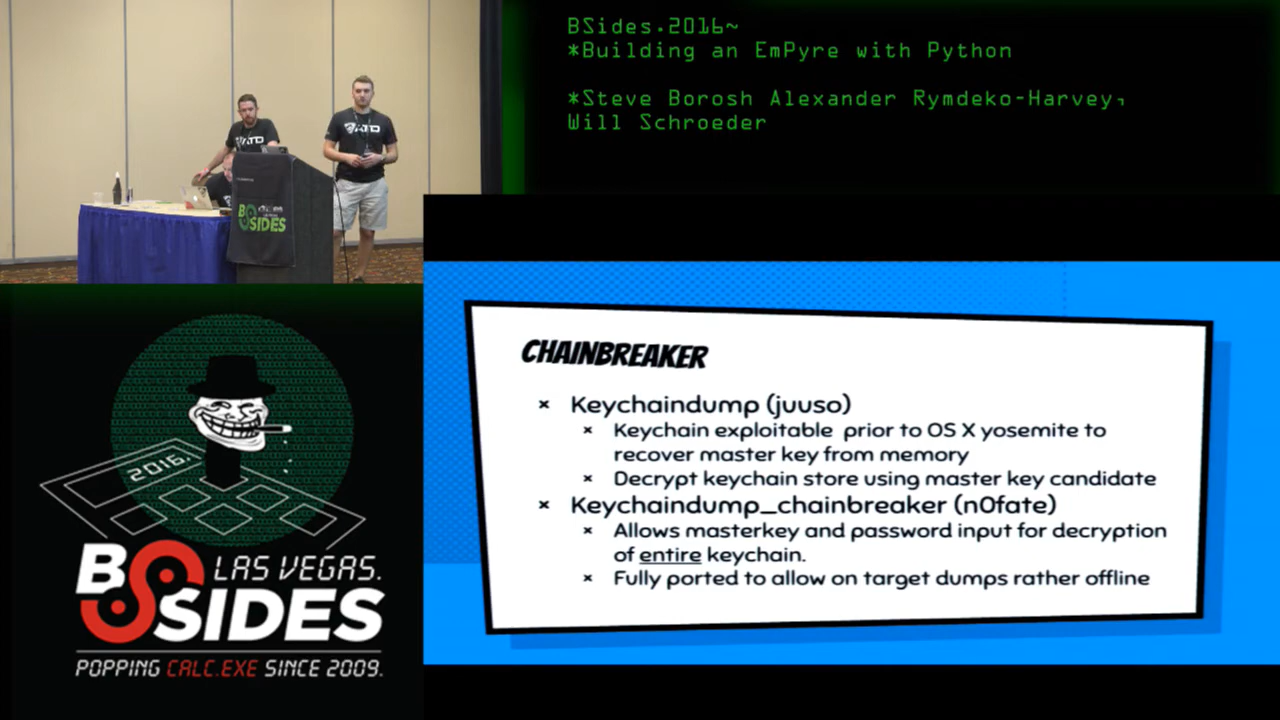 BSides.2016~
*Building an EmPyre with Python
*Steve Borosh Alexander Rymdeko-Harvey,
Will Schroeder
ATD
ATD
BSIDES
CHAINBREAKER
× Keychaindump (juuso)
× Keychain exploitable prior to OS X yosemite to
recover master key from memory
× Decrypt keychain store using master key candidate
× Keychaindump_chainbreaker (n0fate)
× Allows masterkey and password input for decryption
of entire keychain.
× Fully ported to allow on target dumps rather offline
2016.
BSIDES
LAS VEGAS.
POPPING CALC.EXE SINCE 2009.